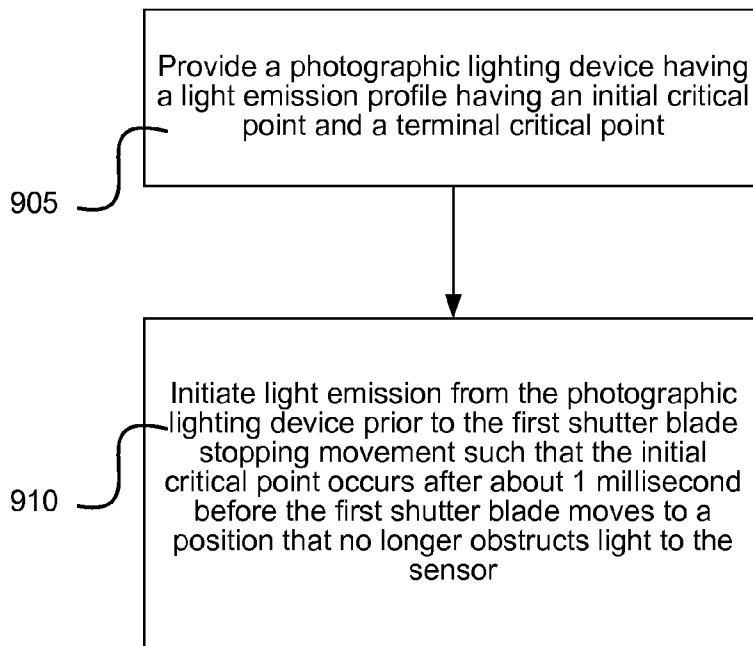 Provide a photographic lighting device having
a light emission profile having an initial critical
point and a terminal critical point
905
Initiate light emission from the photographic
lighting device prior to the first shutter blade
stopping movement such that the initial
critical point occurs after about 1 millisecond
before the first shutter blade moves to a
position that no longer obstructs light to the
sensor
910